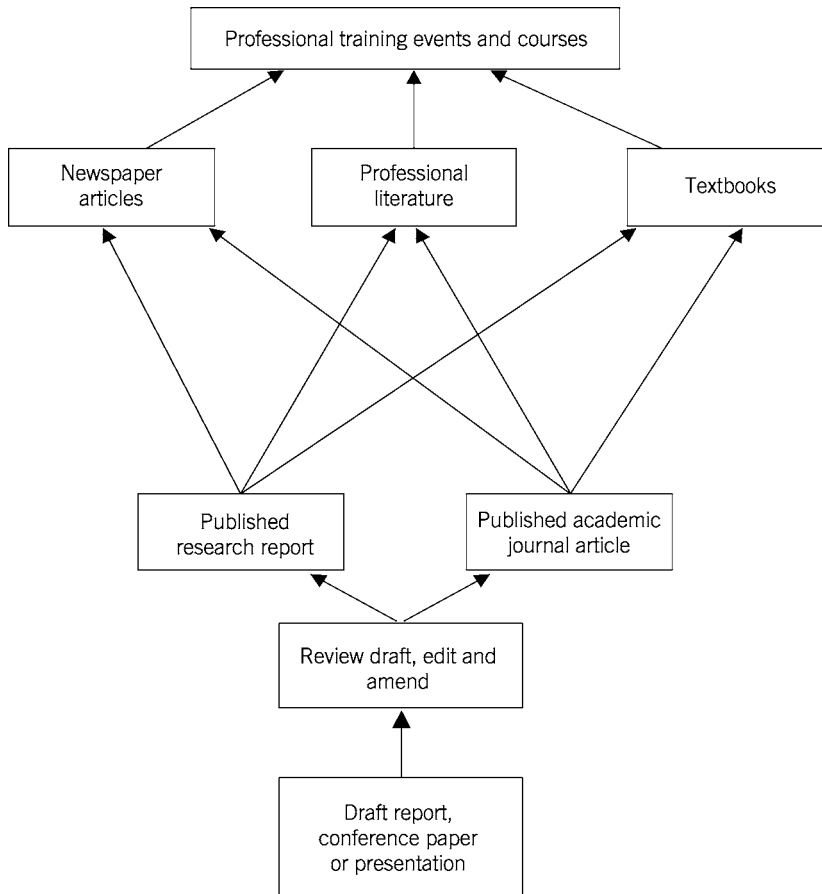 Professional training events and courses
Newspaper
articles
Professional
literature
Textbooks
Published
research report
Published academic
journal article
Review draft, edit and
amend
Draft report,
conference paper
or presentation